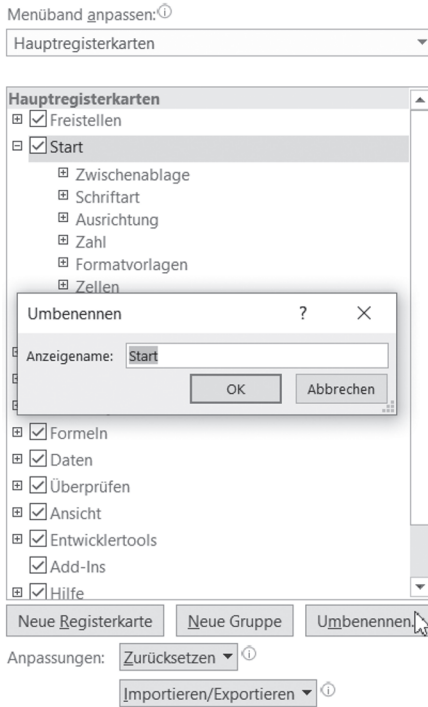 Menüband anpassen:
Hauptregisterkarten
Hauptregisterkarten
Freistellen
Start
Zwischenablage
Schriftart
Ausrichtung
Zahl
Formatvorlagen
Zellen
Umbenennen ?
Anzeigename: Start
OK Abbrechen
Formeln
Daten
Überprüfen
Ansicht
Entwicklertools
Add-Ins
Hilfe
Neue Registerkarte Neue Gruppe Umbenennen...
Anpassungen: Zurücksetzen
Importieren/Exportieren